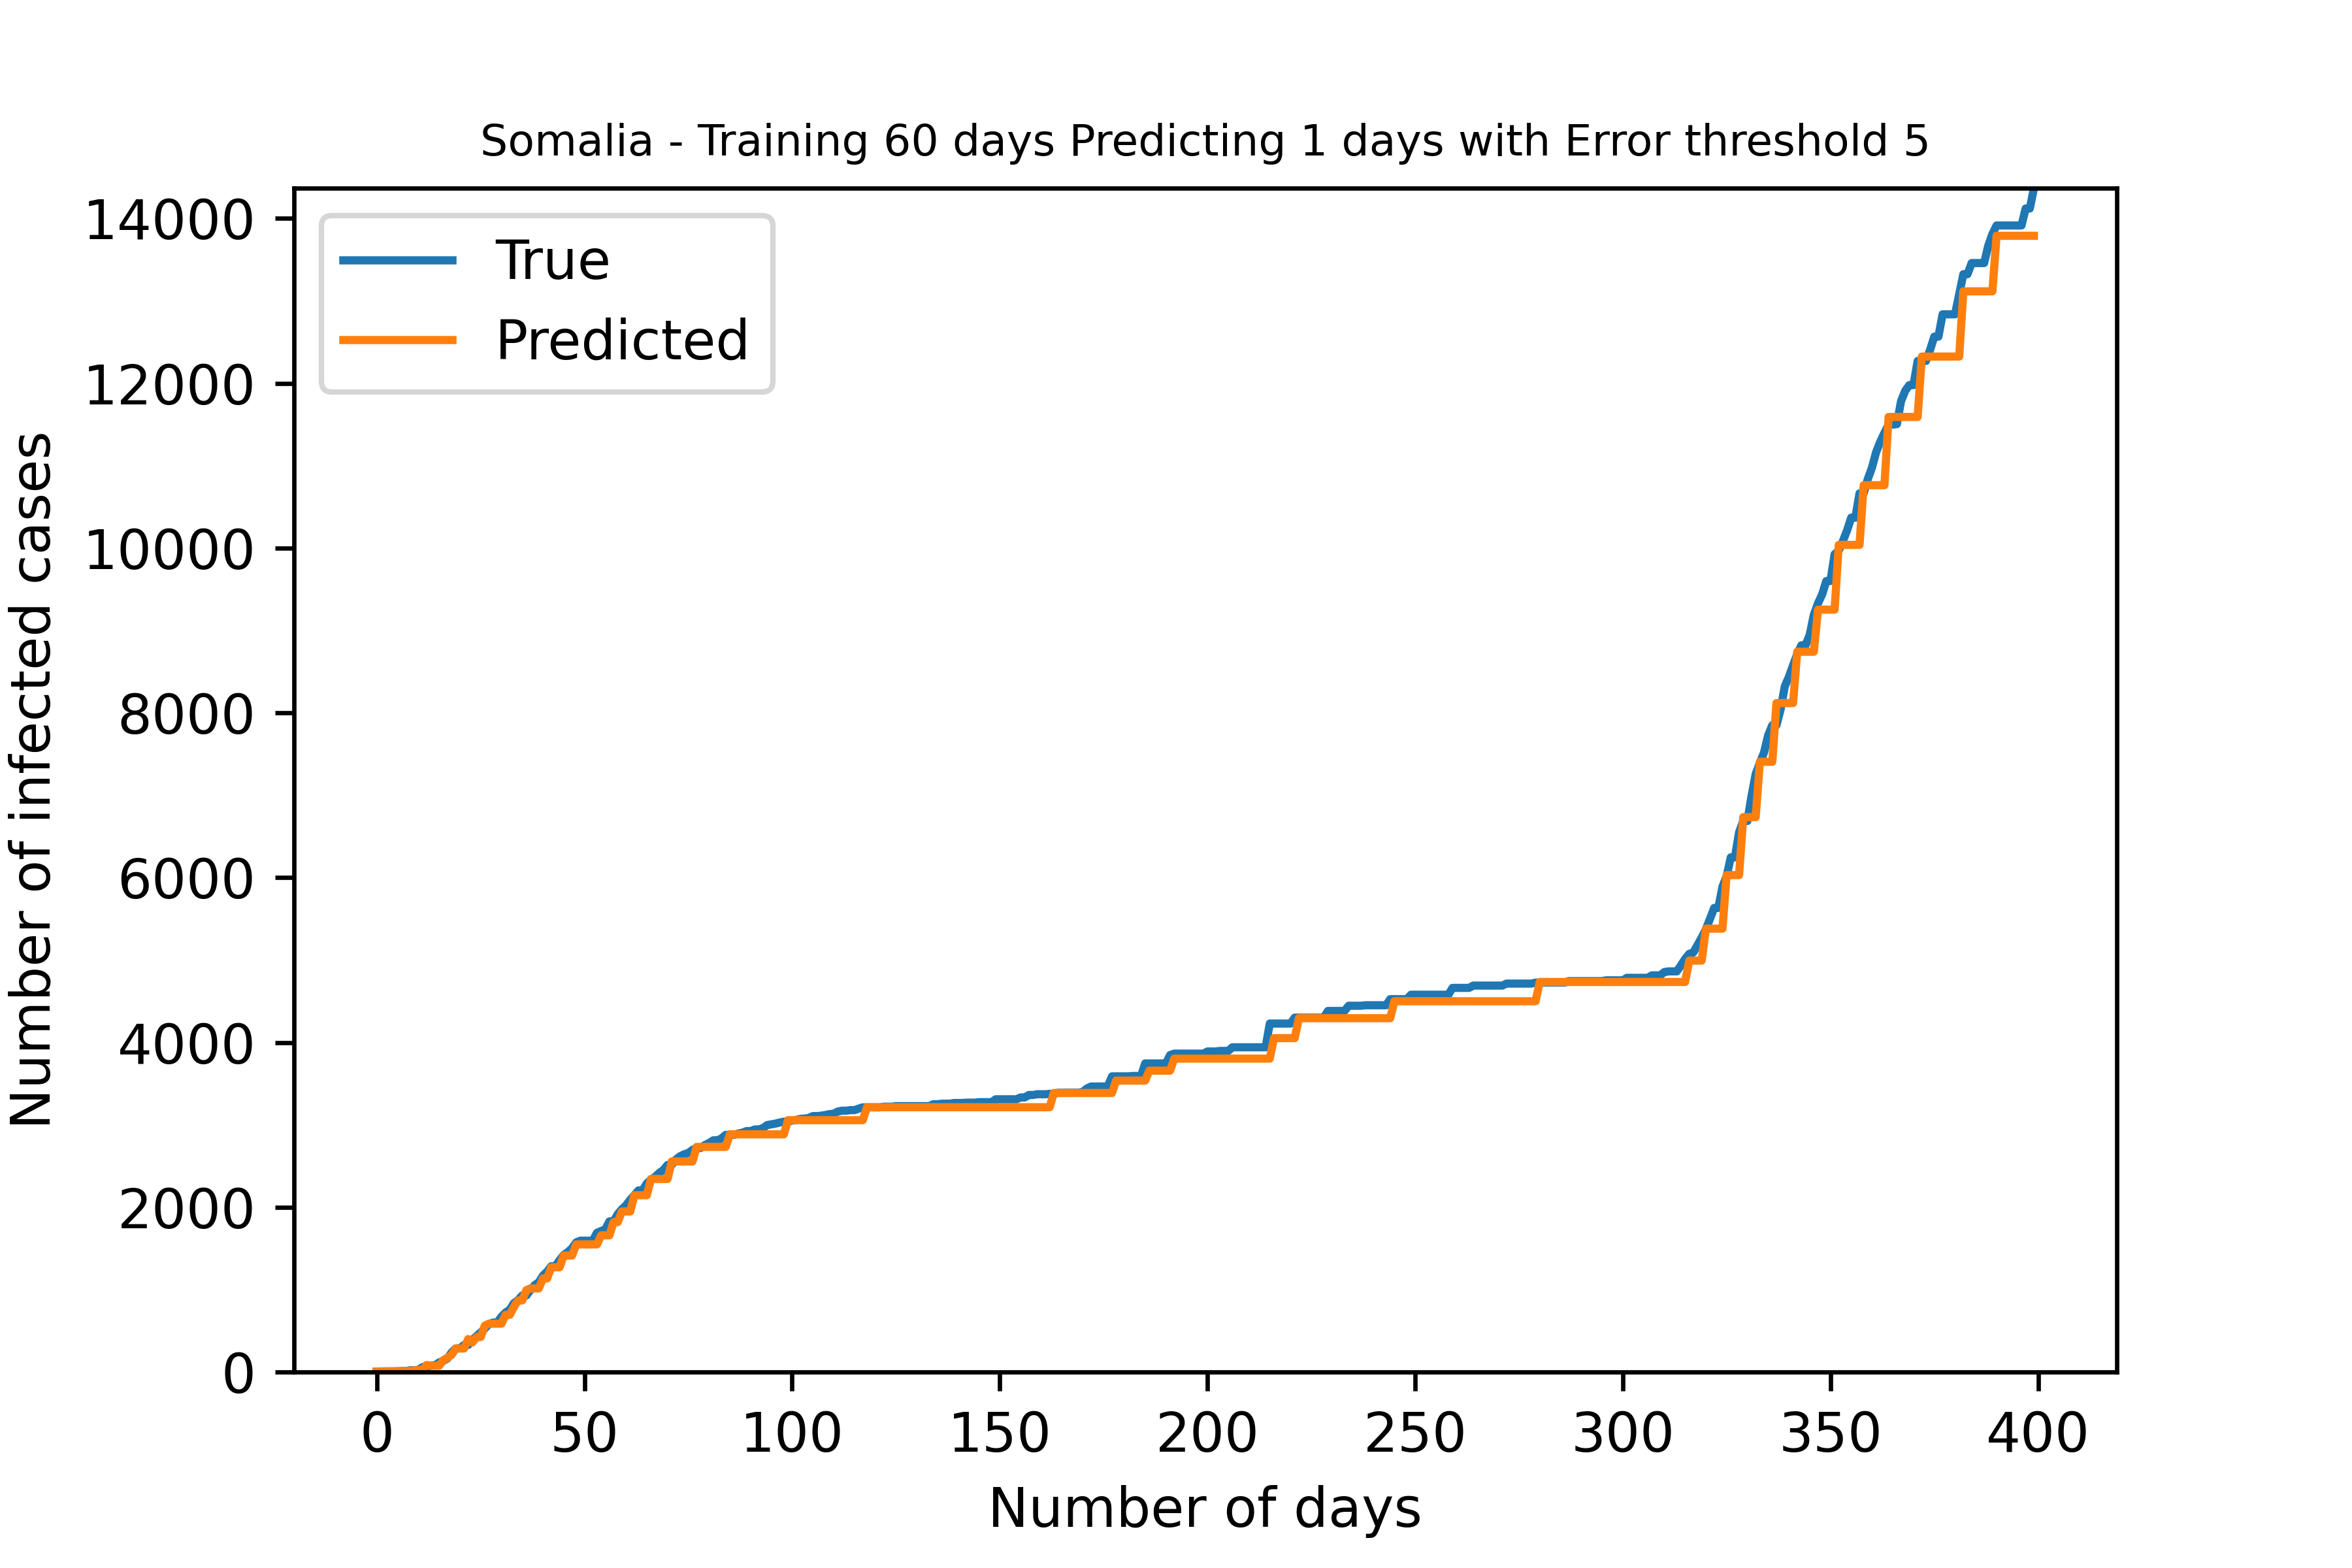 Somalia - Training 60 days Predicting 1 days with Error threshold 5
True
Predicted
Number of infected cases
14000
12000
10000
8000
6000
4000
2000
0
0 50 100 150 200 250 300 350 400
Number of days